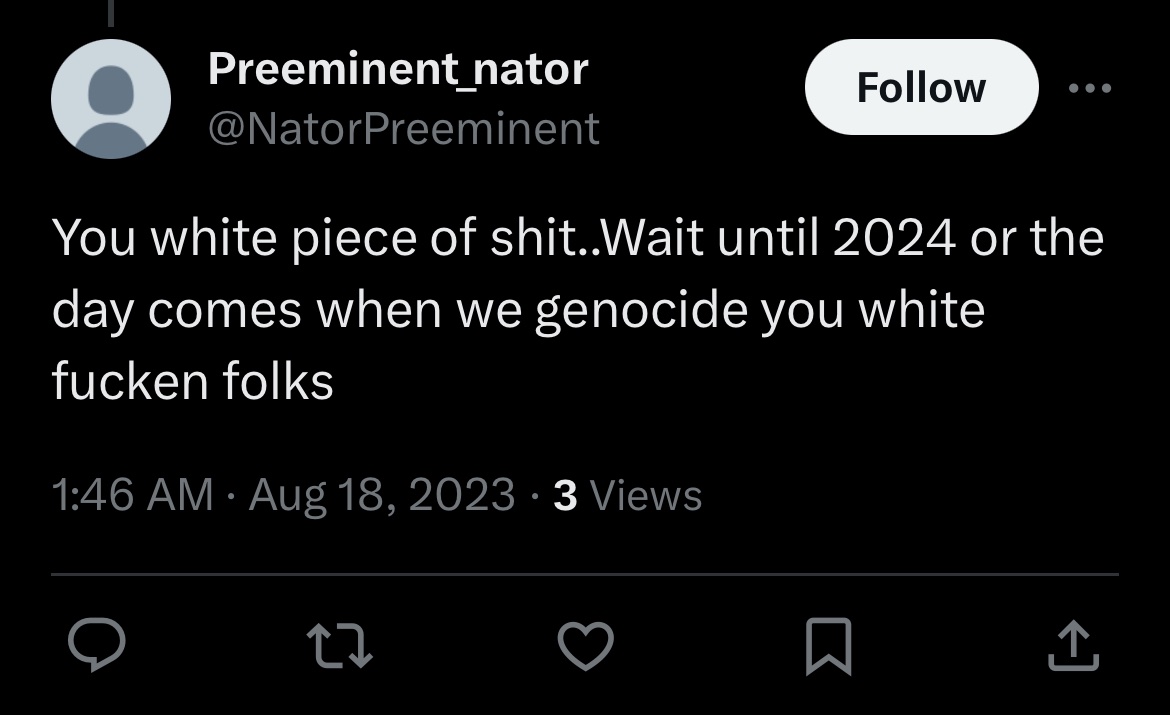 Preeminent_nator
Follow
@NatorPreeminent
You white piece of shit..Wait until 2024 or the
day comes when we genocide you white
fucken folks
1:46 AM · Aug 18, 2023 · 3 Views